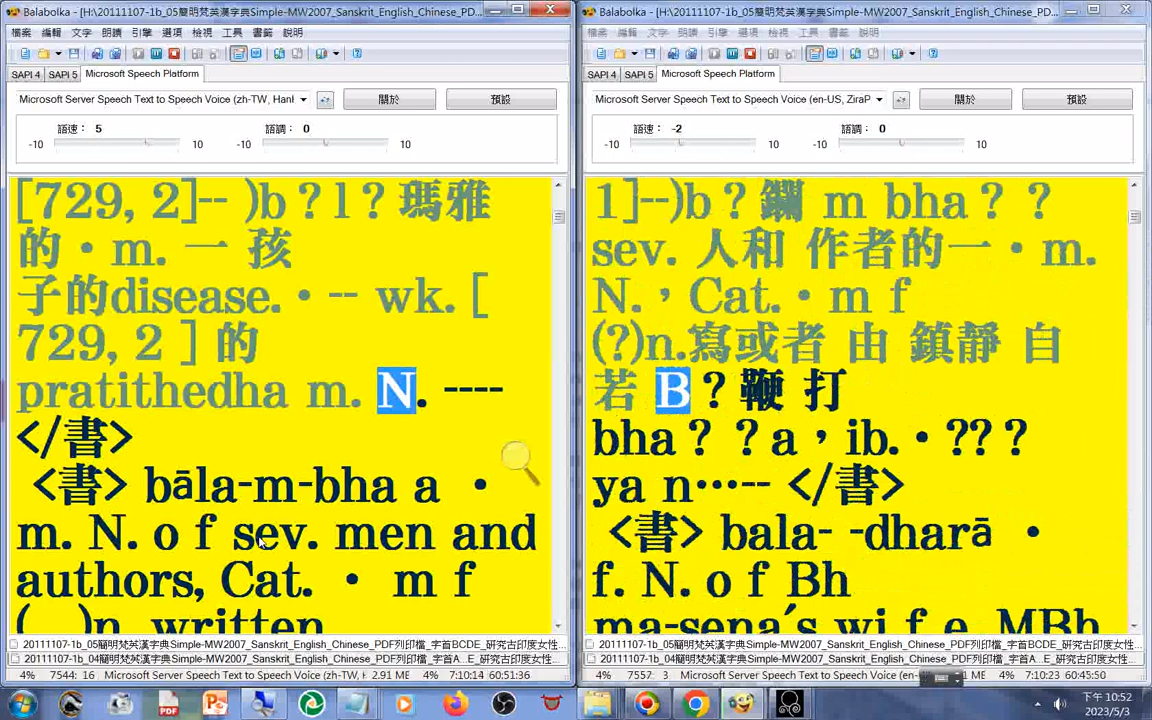 Balabolka - [H:\20111107-1b_05簡明梵英漢字典Simple-MW2007_Sanskrit_English_Chinese_PD...
檔案 編輯 文字 朗讀 引擎 選項 檢視 工具 書籤 說明
SAPI 4 SAPI 5 Microsoft Speech Platform
Microsoft Server Speech Text to Speech Voice (zh-TW, Hanl 關於 預設
語速： 5 語調： 0
-10 10 -10 10
[729, 2]-- )b？l？瑪雅
的・m. 一 孩
子的disease.・-- wk. [
729, 2 ] 的
pratithedha m. N. ----
</書>
<書> bāla-m-bha a ・
m. N. o f sev. men and
authors, Cat. ・ m f
( )n. written
20111107-1b_05簡明梵英漢字典Simple-MW2007_Sanskrit_English_Chinese_PDF列印檔_字首BCDE_研究古印度女性...
20111107-1b_04簡明梵英漢字典Simple-MW2007_Sanskrit_English_Chinese_PDF列印檔_字首A...E_研究古印度女性...
4% 7544: 16 Microsoft Server Speech Text to Speech Voice (zh-TW, 2.91 ME 4% 7:10:14 60:51:36
Balabolka - [H:\20111107-1b_05簡明梵英漢字典Simple-MW2007_Sanskrit_English_Chinese_PD...
檔案 編輯 文字 朗讀 引擎 選項 檢視 工具 書籤 說明
SAPI 4 SAPI 5 Microsoft Speech Platform
Microsoft Server Speech Text to Speech Voice (en-US, ZiraP 關於 預設
語速： -2 語調： 0
-10 10 -10 10
1]--)b？鑭 m bha？？
sev. 人和 作者的一・m.
N.，Cat.・m f
(?)n.寫或者 由 鎮靜 自
若 B？鞭 打
bha？？a，ib.・???
ya n…-- </書>
<書> bala- -dharā ・
f. N. o f Bh
ma-sena´s wi f e, MBh
20111107-1b_05簡明梵英漢字典Simple-MW2007_Sanskrit_English_Chinese_PDF列印檔_字首BCDE_研究古印度女性...
20111107-1b_04簡明梵英漢字典Simple-MW2007_Sanskrit_English_Chinese_PDF列印檔_字首A...E_研究古印度女性...
4% 7557: 3 Microsoft Server Speech Text to Speech Voice (en-US, 4% 7:10:23 60:45:50
下午 10:52
2023/5/3